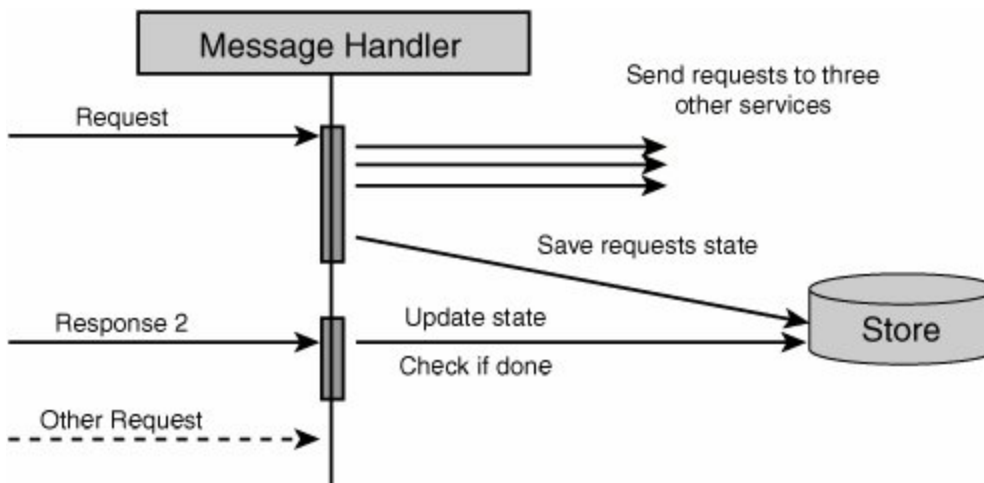 Message Handler
Send requests to three
other services
Request
Save requests state
Response 2
Update state
Store
Check if done
Other Request